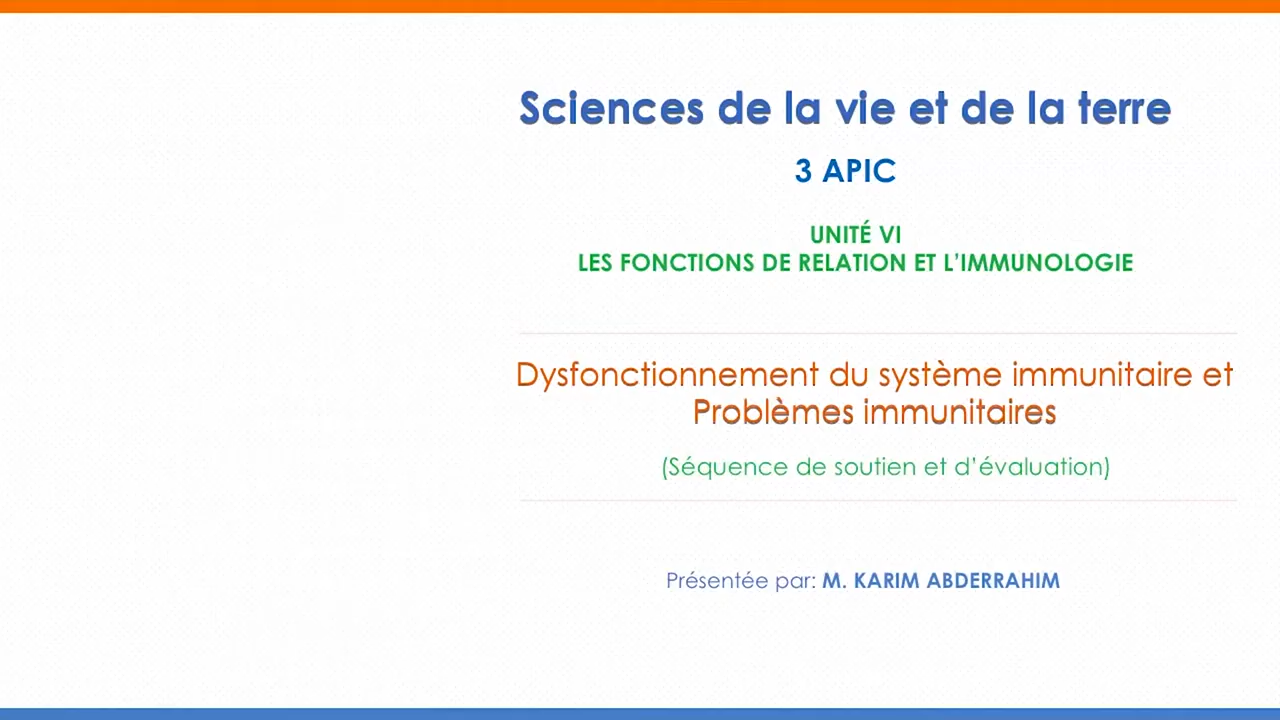 Sciences de la vie et de la terre
3 APIC
UNITÉ VI
LES FONCTIONS DE RELATION ET L’IMMUNOLOGIE
Dysfonctionnement du système immunitaire et
Problèmes immunitaires
(Séquence de soutien et d’évaluation)
Présentée par: M. KARIM ABDERRAHIM